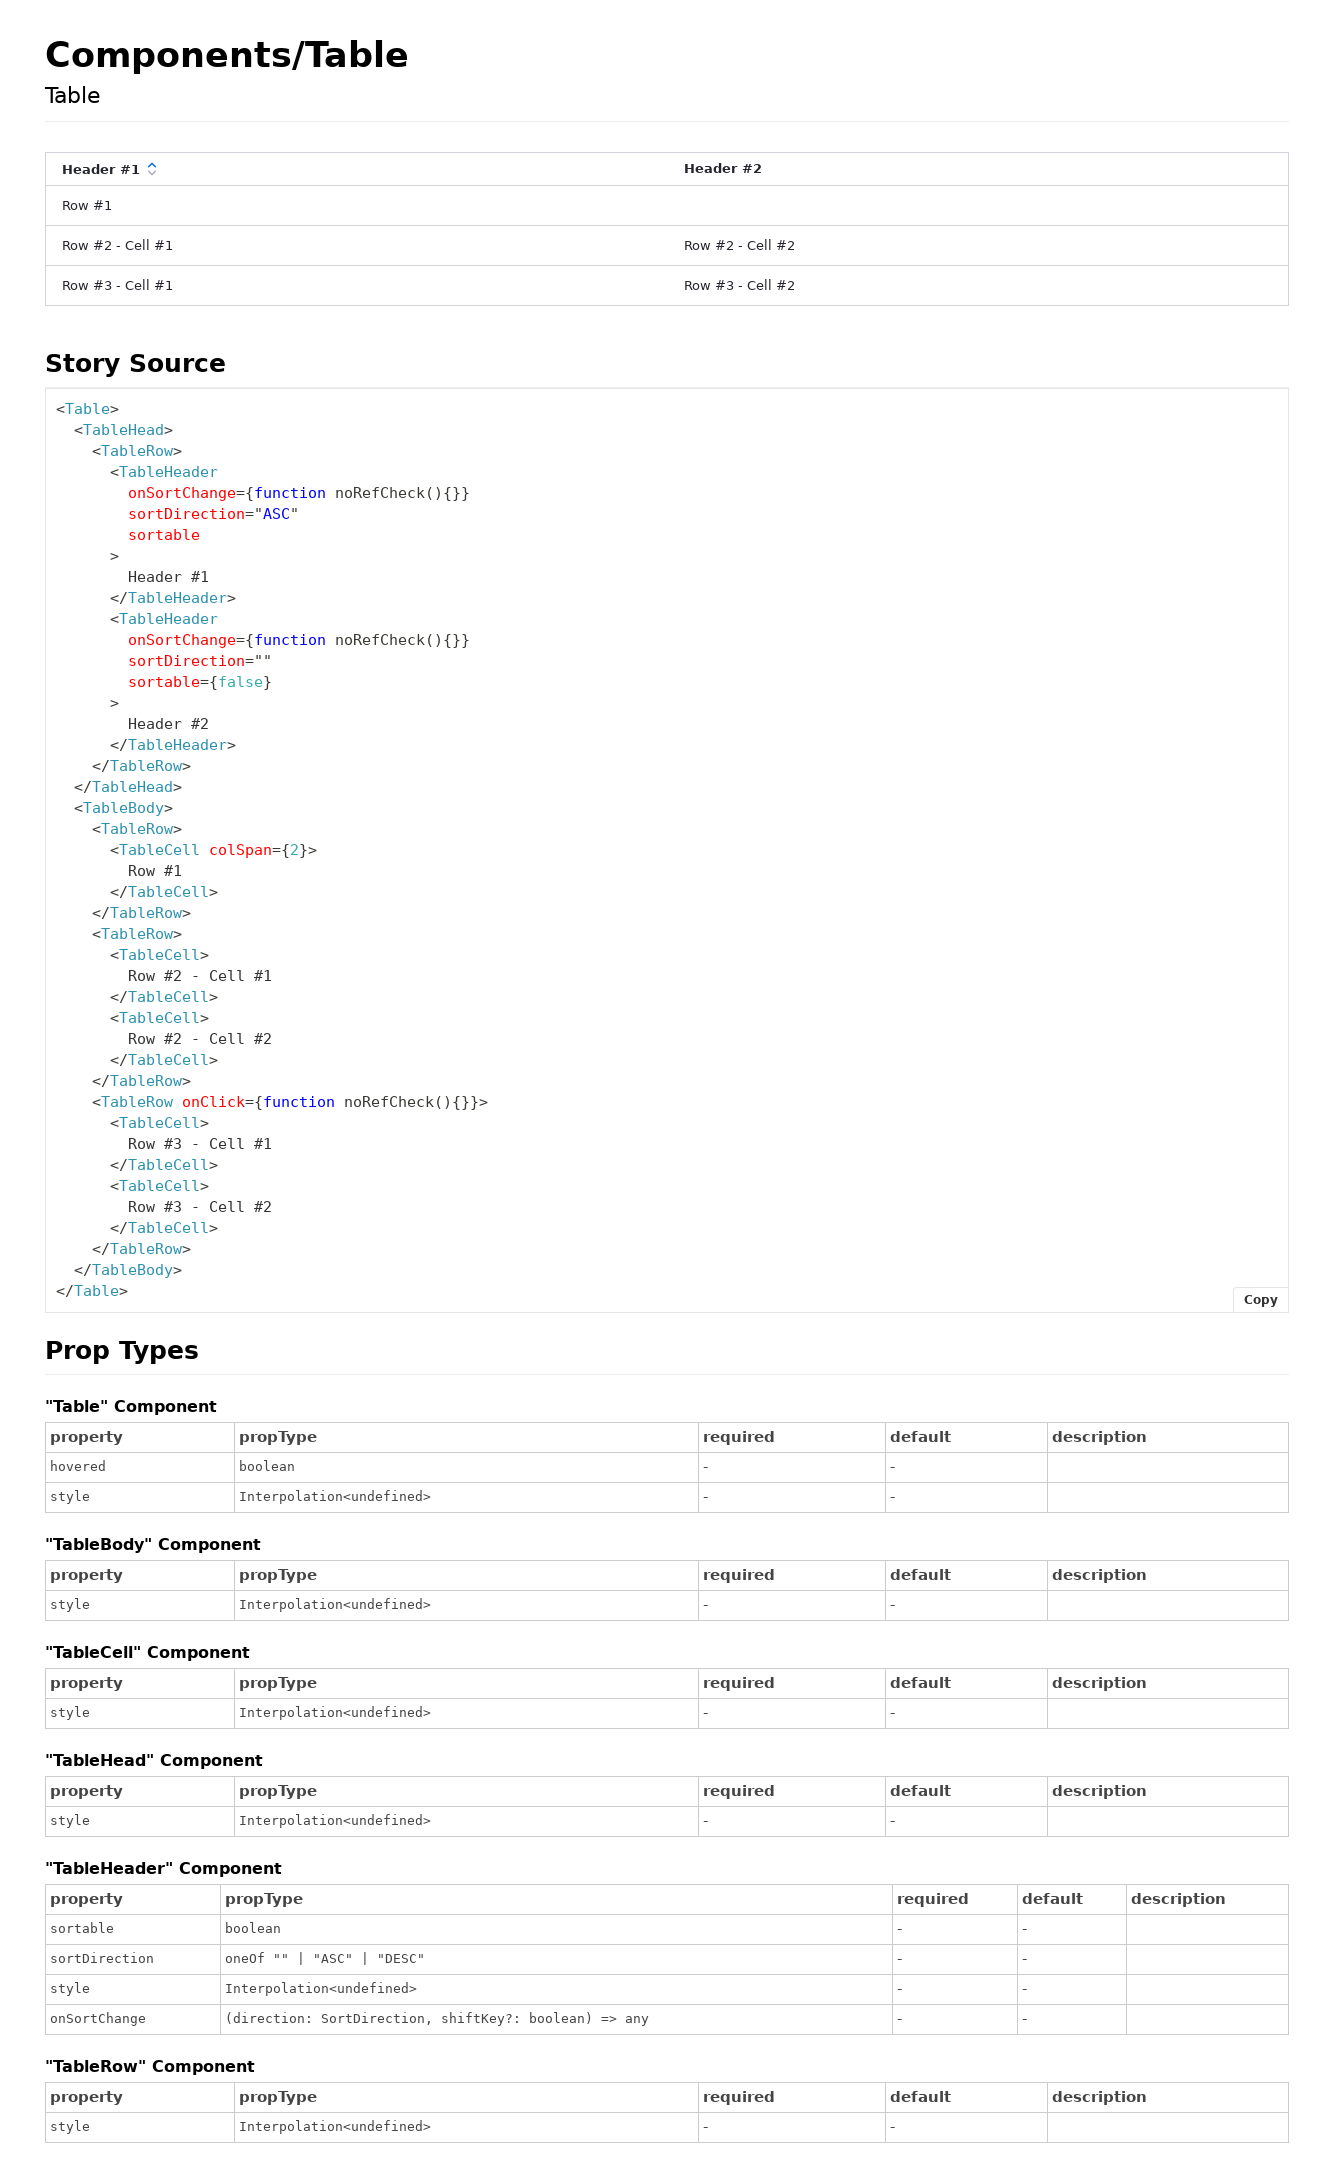 Components/Table
Table
Header #1 Header #2
Row #1
Row #2 - Cell #1 Row #2 - Cell #2
Row #3 - Cell #1 Row #3 - Cell #2
Story Source
<Table>
  <TableHead>
    <TableRow>
      <TableHeader
        onSortChange={function noRefCheck(){}}
        sortDirection="ASC"
        sortable
      >
        Header #1
      </TableHeader>
      <TableHeader
        onSortChange={function noRefCheck(){}}
        sortDirection=""
        sortable={false}
      >
        Header #2
      </TableHeader>
    </TableRow>
  </TableHead>
  <TableBody>
    <TableRow>
      <TableCell colSpan={2}>
        Row #1
      </TableCell>
    </TableRow>
    <TableRow>
      <TableCell>
        Row #2 - Cell #1
      </TableCell>
      <TableCell>
        Row #2 - Cell #2
      </TableCell>
    </TableRow>
    <TableRow onClick={function noRefCheck(){}}>
      <TableCell>
        Row #3 - Cell #1
      </TableCell>
      <TableCell>
        Row #3 - Cell #2
      </TableCell>
    </TableRow>
  </TableBody>
</Table>
Copy
Prop Types
"Table" Component
property propType required default description
hovered boolean - -
style Interpolation<undefined> - -
"TableBody" Component
property propType required default description
style Interpolation<undefined> - -
"TableCell" Component
property propType required default description
style Interpolation<undefined> - -
"TableHead" Component
property propType required default description
style Interpolation<undefined> - -
"TableHeader" Component
property propType required default description
sortable boolean - -
sortDirection oneOf "" | "ASC" | "DESC" - -
style Interpolation<undefined> - -
onSortChange (direction: SortDirection, shiftKey?: boolean) => any - -
"TableRow" Component
property propType required default description
style Interpolation<undefined> - -